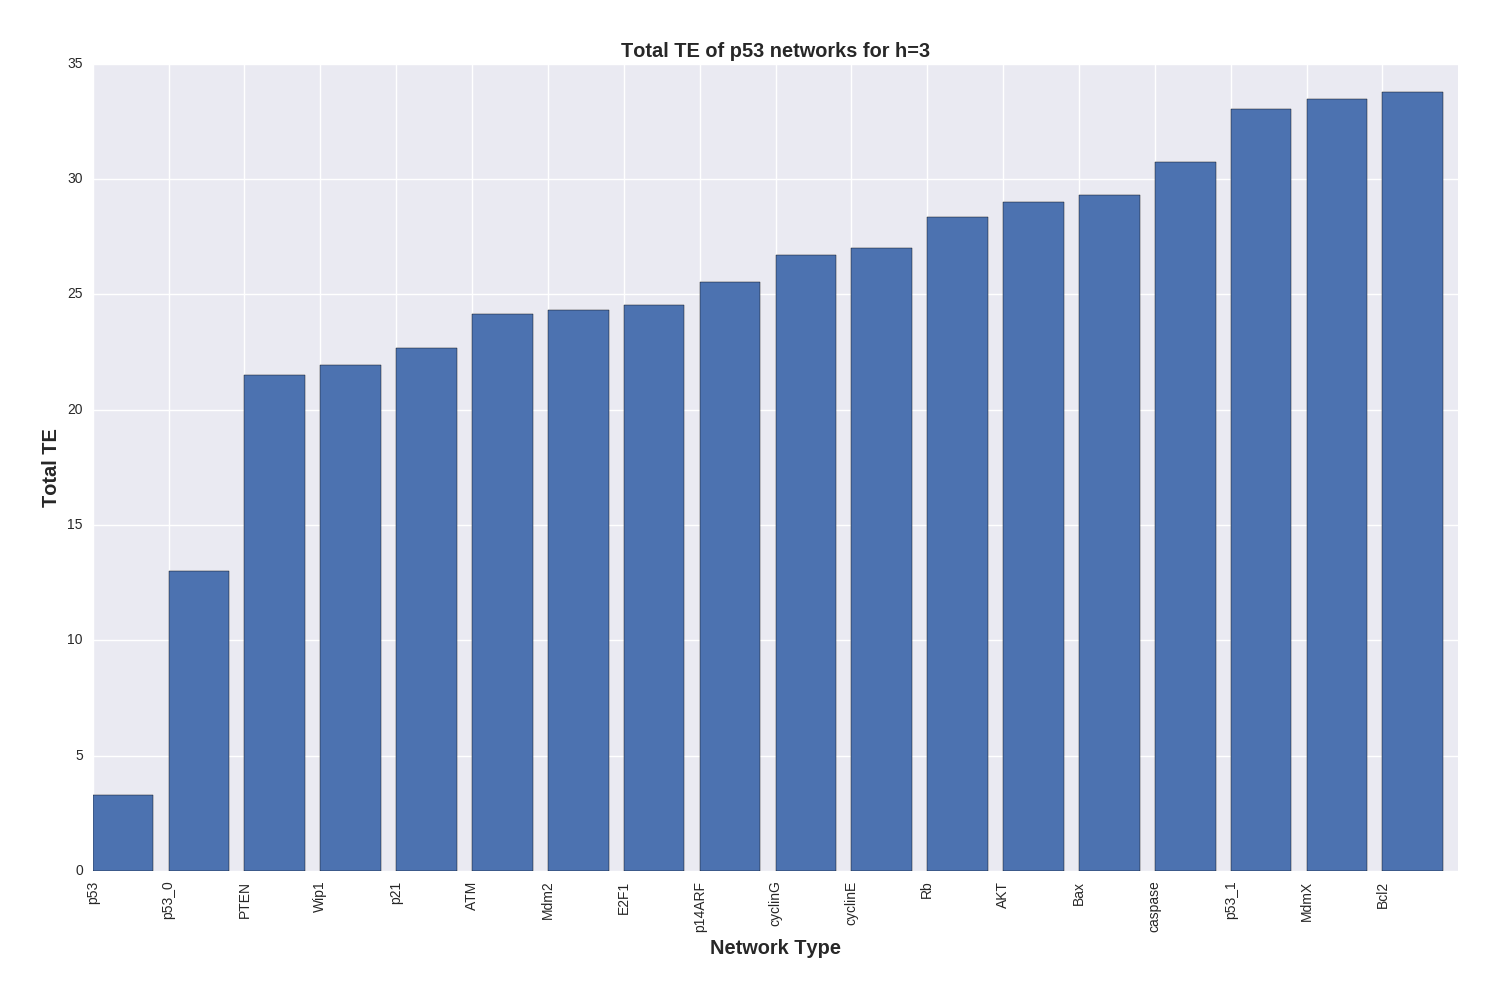 Total TE of p53 networks for h=3
35
30
25
20
15
10
5
0
Total TE
p53
p53_0
PTEN
Wip1
p21
ATM
Mdm2
E2F1
p14ARF
cyclinG
cyclinE
Rb
AKT
Bax
caspase
p53_1
MdmX
Bcl2
Network Type